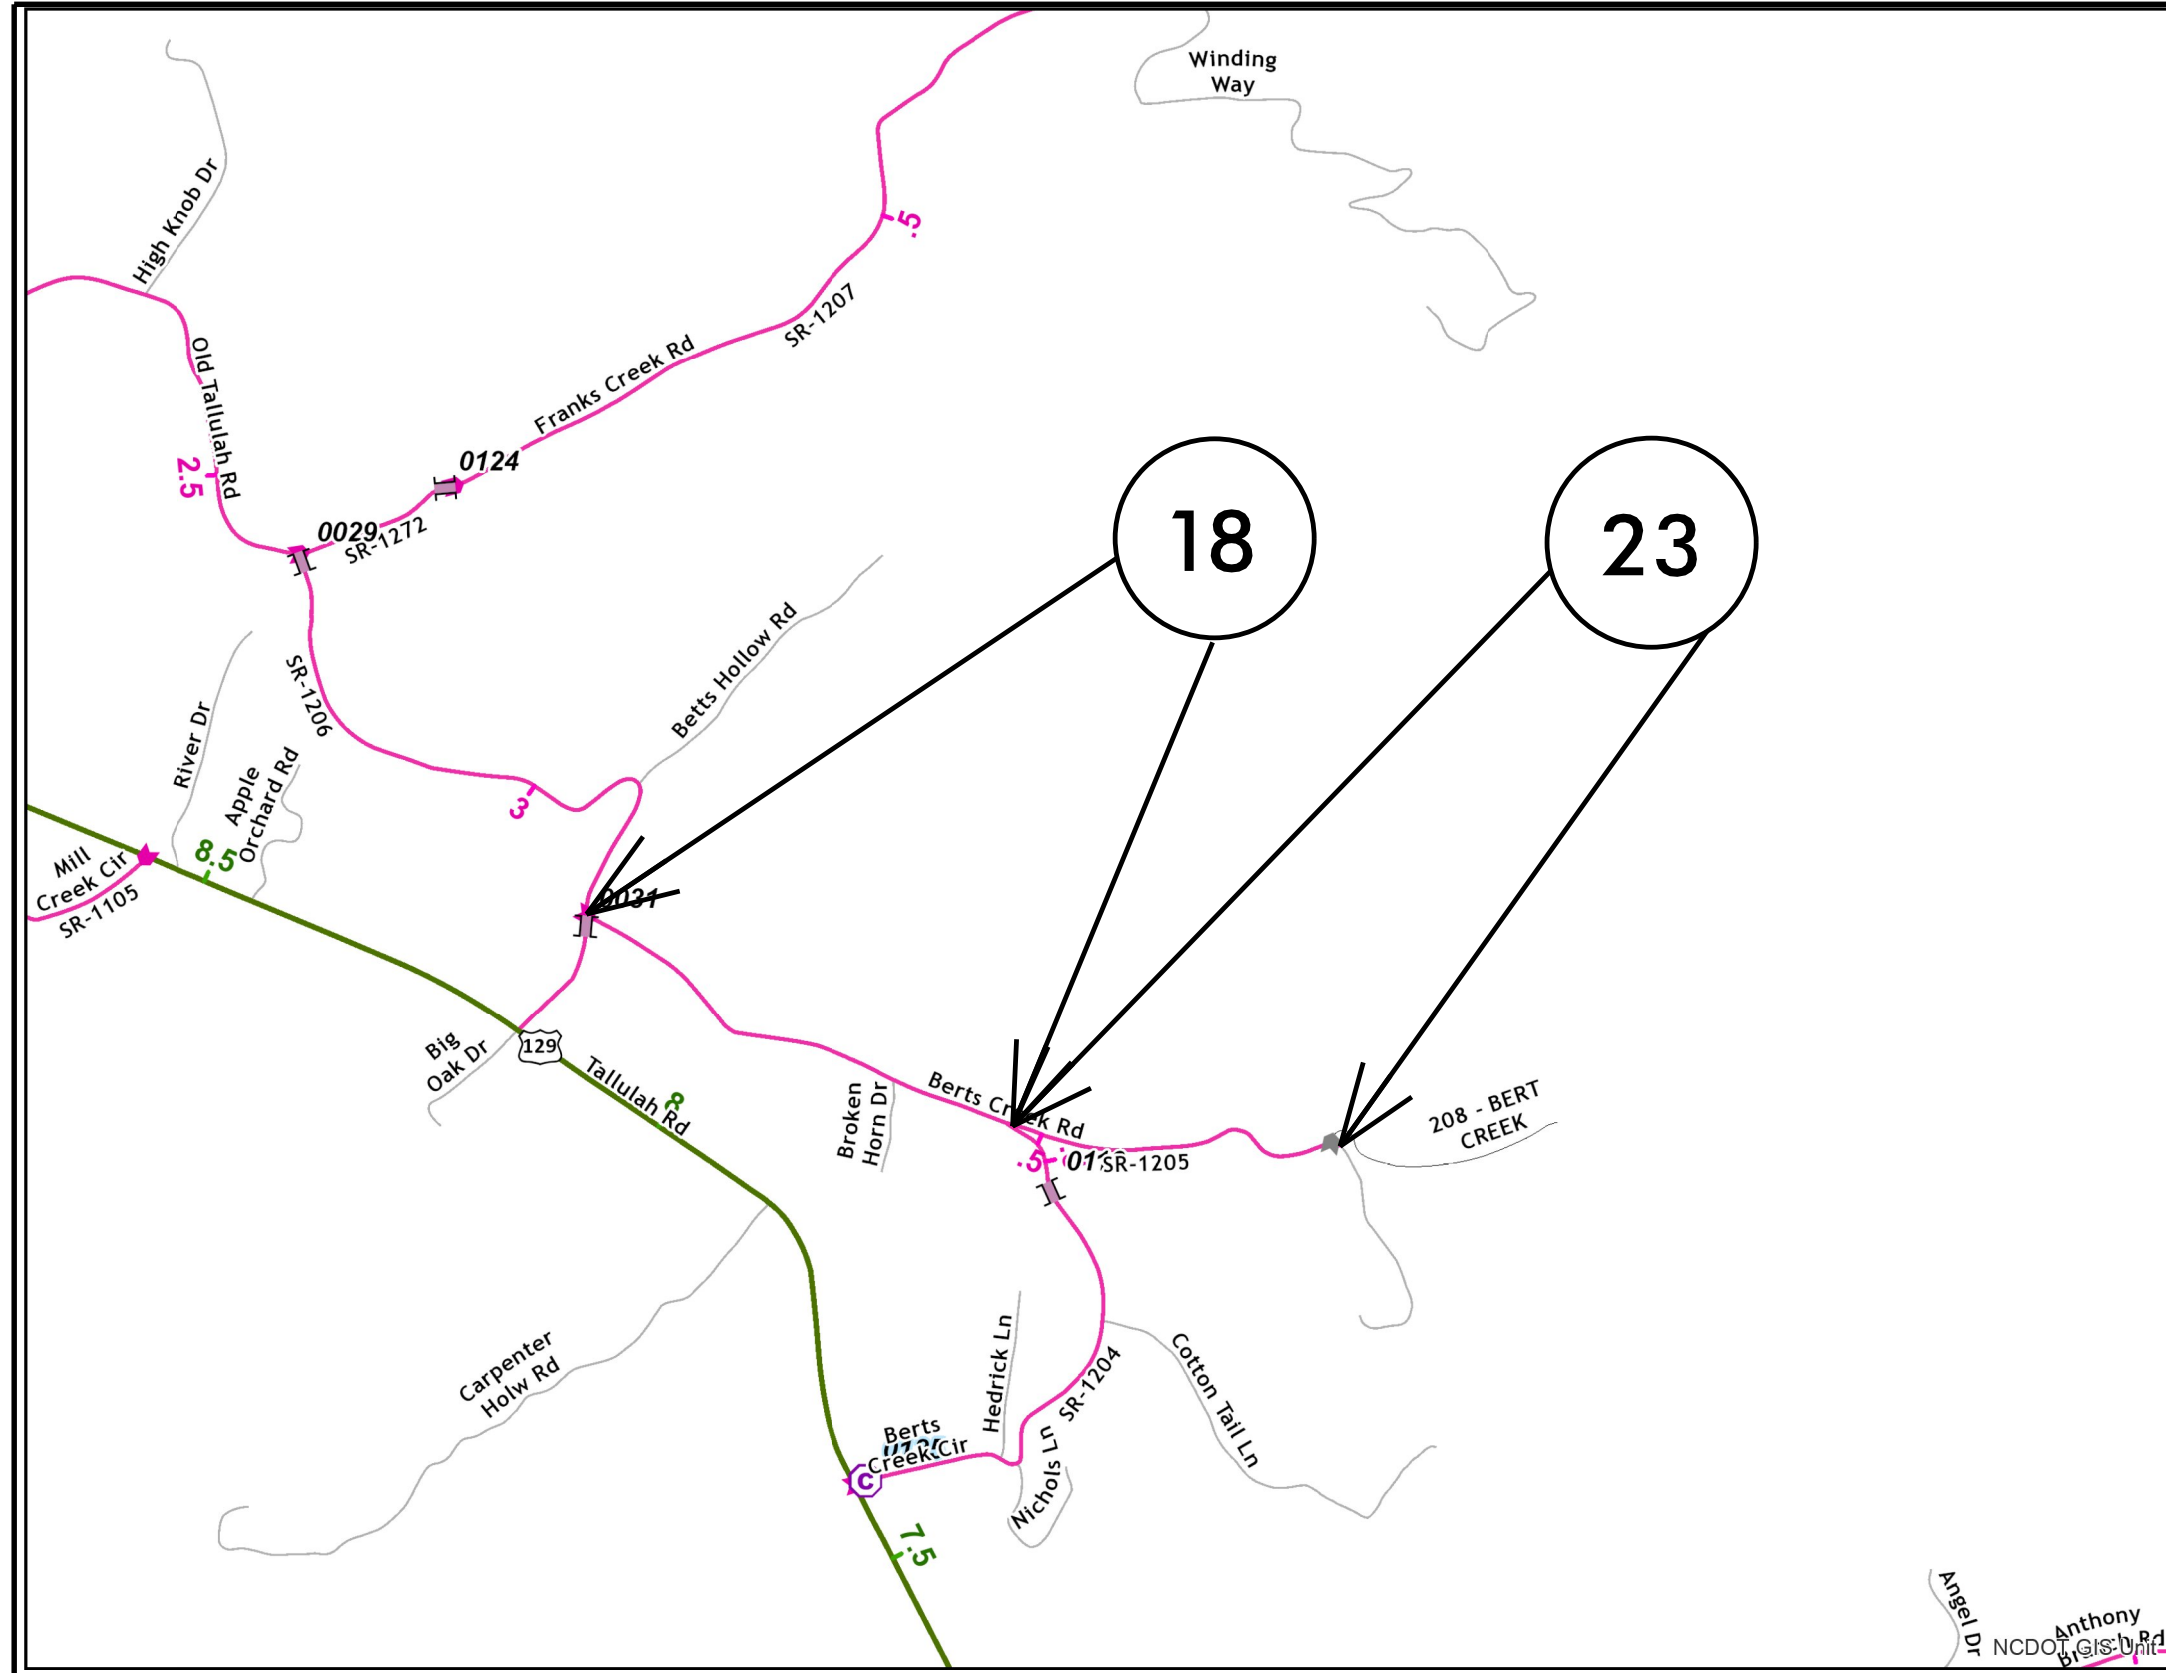 Winding
Way
High Knob Dr
.5
SR-1207
Old Tallulah Rd
Franks Creek Rd
2.5
0124
0029
SR-1272
18
23
SR-1206
Betts Hollow Rd
River Dr
Apple
Orchard Rd
3
8.5
Mill
Creek Cir
SR-1105
0031
Big
Oak Dr
129
Tallulah Rd
8
Broken
Horn Dr
Berts Creek Rd
208 - BERT
CREEK
.5
SR-1205
Carpenter
Holw Rd
Hedrick Ln
SR-1204
Cotton Tail Ln
Berts
Creek Cir
C
Nichols Ln
7.5
Angel Dr
Anthony
Branch Rd
NCDOT GIS Unit